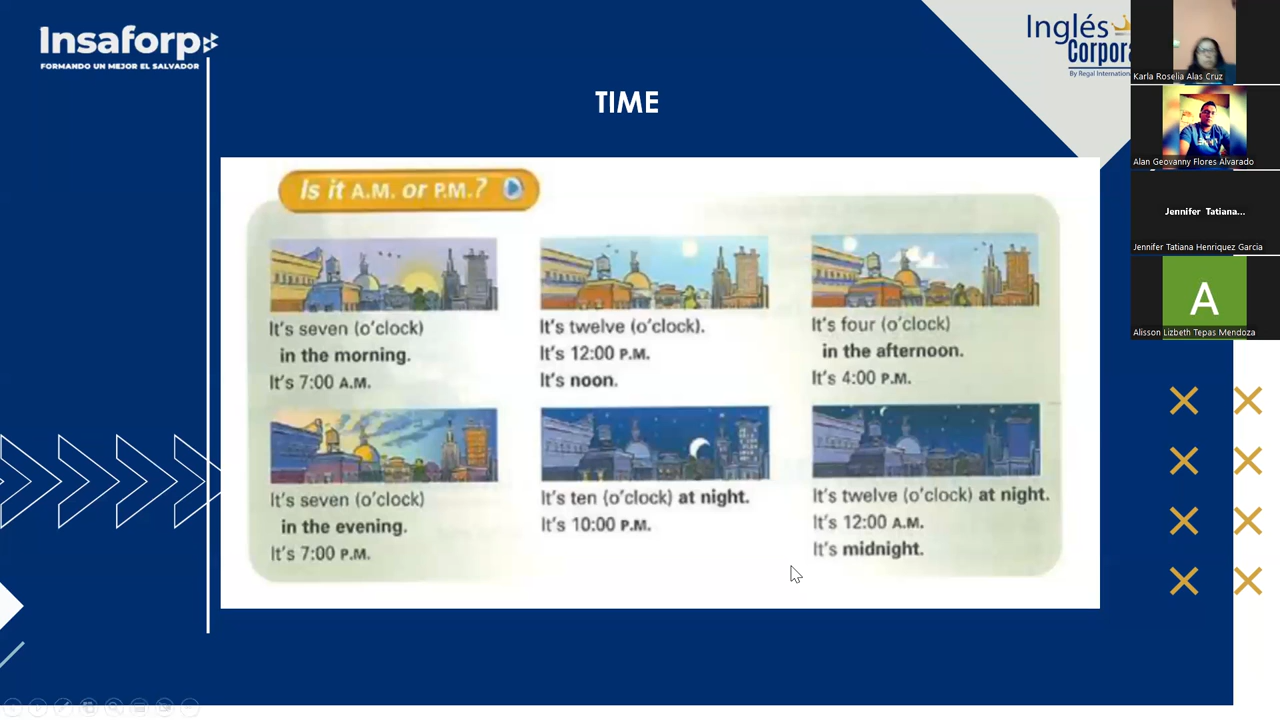 Insaforp
FORMANDO UN MEJOR EL SALVADOR
Inglés
Corpora
By Regal Internation
TIME
Is it A.M. or P.M.?
It's seven (o'clock)
in the morning.
It's 7:00 A.M.
It's twelve (o'clock).
It's 12:00 P.M.
It's noon.
It's four (o'clock)
in the afternoon.
It's 4:00 P.M.
It's seven (o'clock)
in the evening.
It's 7:00 P.M.
It's ten (o'clock) at night.
It's 10:00 P.M.
It's twelve (o'clock) at night.
It's 12:00 A.M.
It's midnight.
Karla Roselia Alas Cruz
Alan Geovanny Flores Alvarado
Jennifer Tatiana...
Jennifer Tatiana Henriquez Garcia
A
Alisson Lizbeth Tepas Mendoza